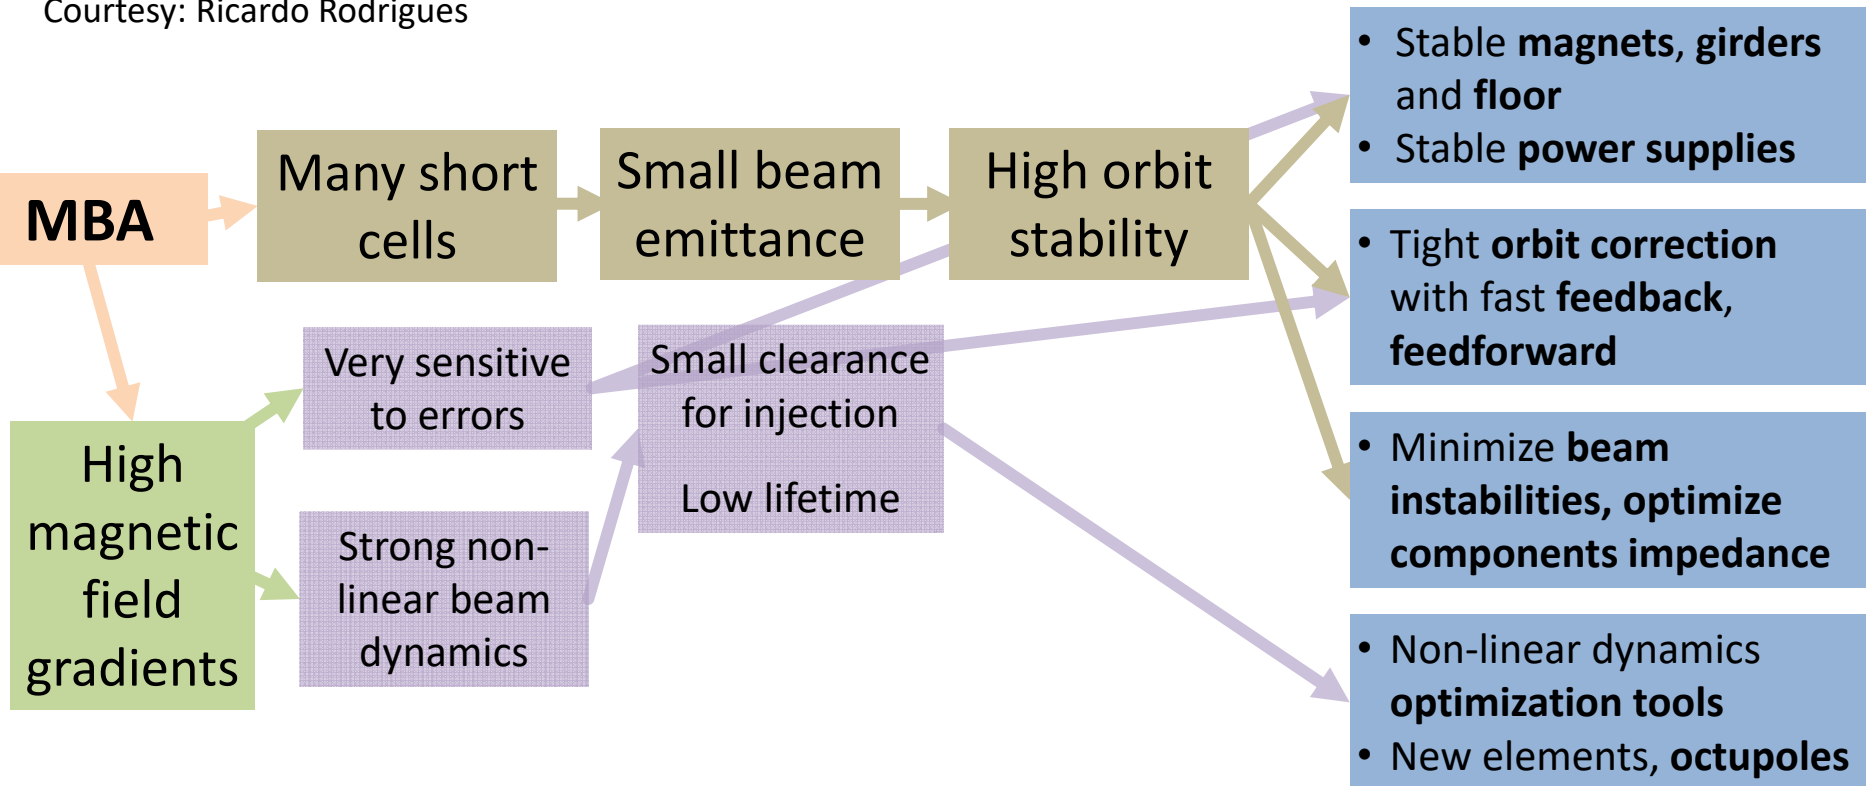 Courtesy: Ricardo Rodrigues
MBA
Many short
cells
Small beam
emittance
High orbit
stability
High
magnetic
field
gradients
Very sensitive
to errors
Strong non-
linear beam
dynamics
Small clearance
for injection
Low lifetime
• Stable magnets, girders
and floor
• Stable power supplies
• Tight orbit correction
with fast feedback,
feedforward
• Minimize beam
instabilities, optimize
components impedance
• Non-linear dynamics
optimization tools
• New elements, octupoles